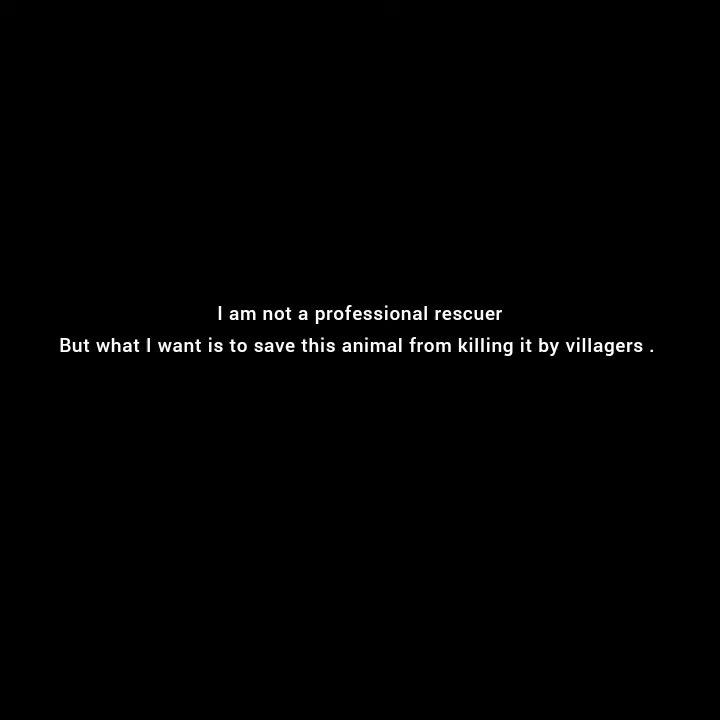 I am not a professional rescuer
But what I want is to save this animal from killing it by villagers .